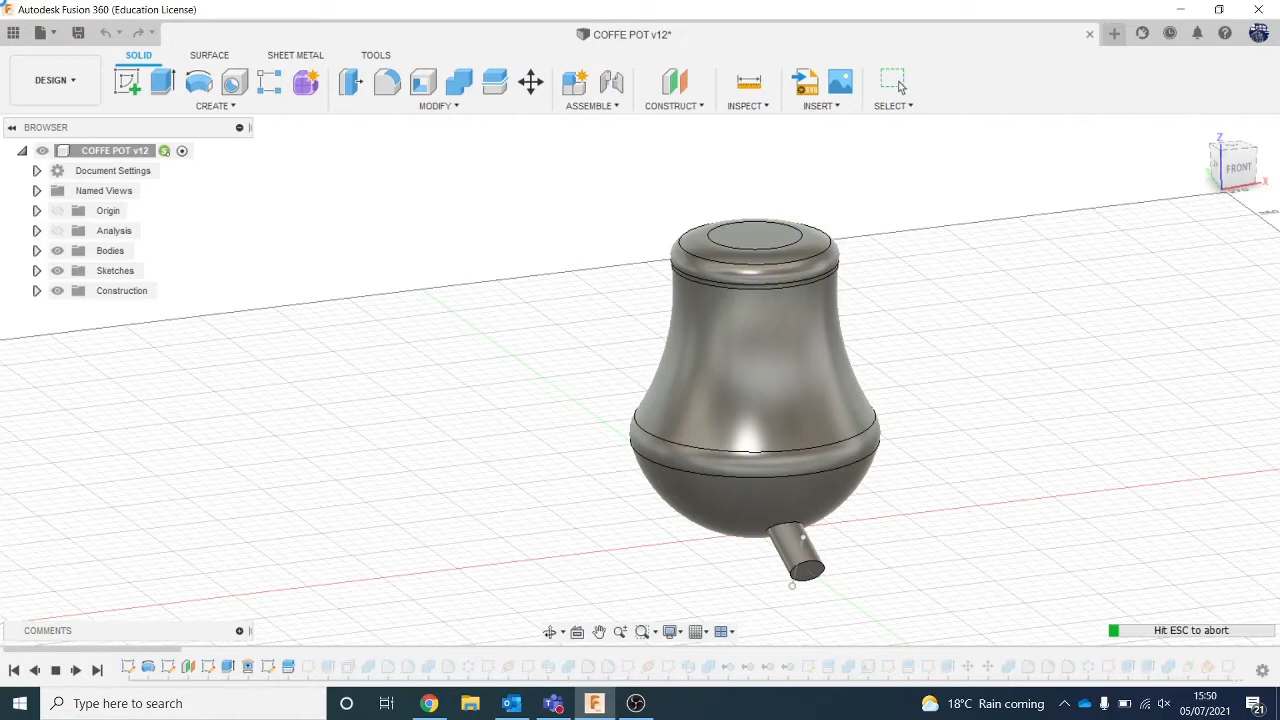 Autodesk Fusion 360 (Education License)
COFFE POT v12*
SOLID SURFACE SHEET METAL TOOLS
DESIGN
CREATE MODIFY ASSEMBLE CONSTRUCT INSPECT INSERT SELECT
BROWSER
COFFE POT v12
Document Settings
Named Views
Origin
Analysis
Bodies
Sketches
Construction
Z
FRONT
X
COMMENTS
Hit ESC to abort
Type here to search
18°C Rain coming
15:50
05/07/2021
21